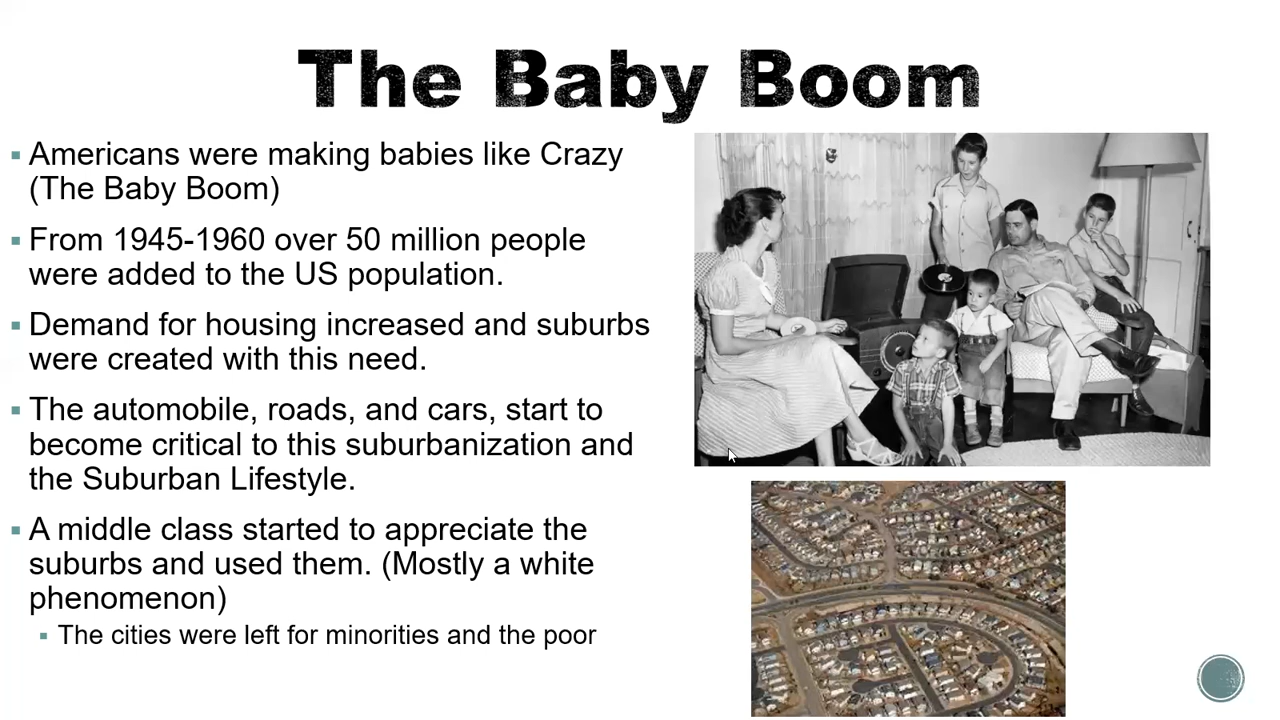 The Baby Boom
Americans were making babies like Crazy
(The Baby Boom)
From 1945-1960 over 50 million people
were added to the US population.
Demand for housing increased and suburbs
were created with this need.
The automobile, roads, and cars, start to
become critical to this suburbanization and
the Suburban Lifestyle.
A middle class started to appreciate the
suburbs and used them. (Mostly a white
phenomenon)
The cities were left for minorities and the poor